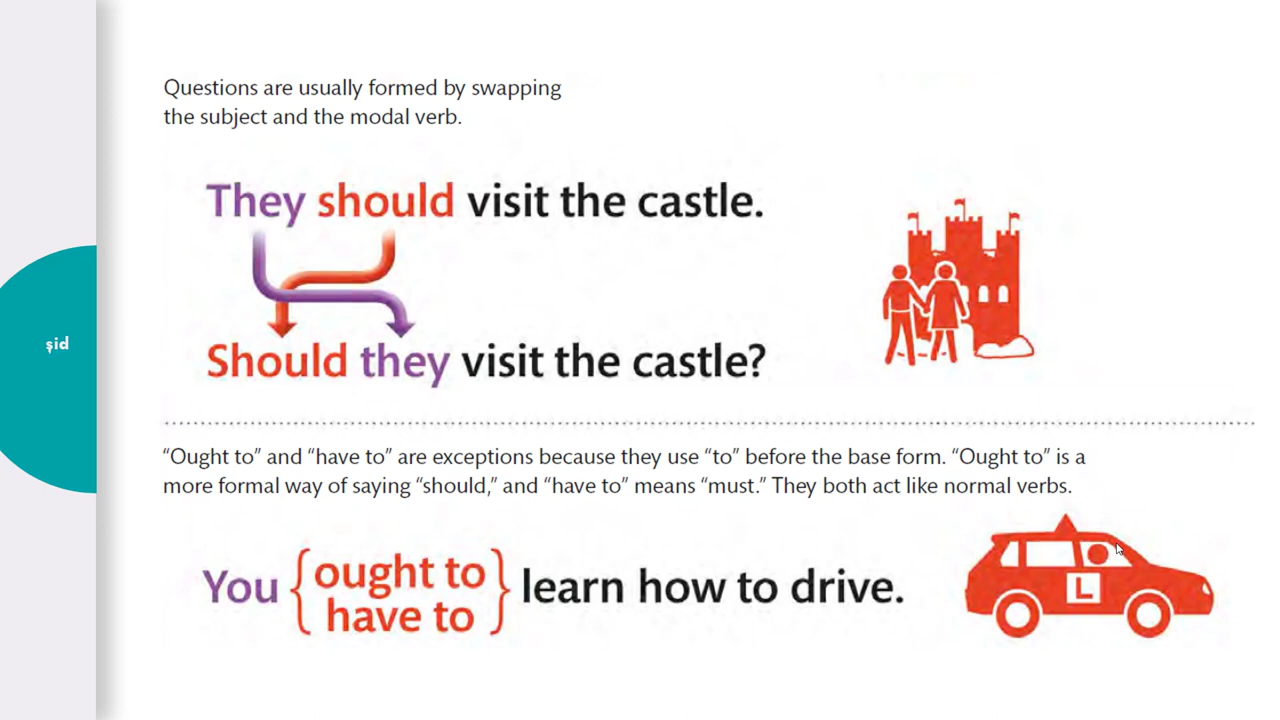 Questions are usually formed by swapping
the subject and the modal verb.
They should visit the castle.
Should they visit the castle?
şid
“Ought to” and “have to” are exceptions because they use “to” before the base form. “Ought to” is a
more formal way of saying “should,” and “have to” means “must.” They both act like normal verbs.
You { ought to } learn how to drive.
have to
L